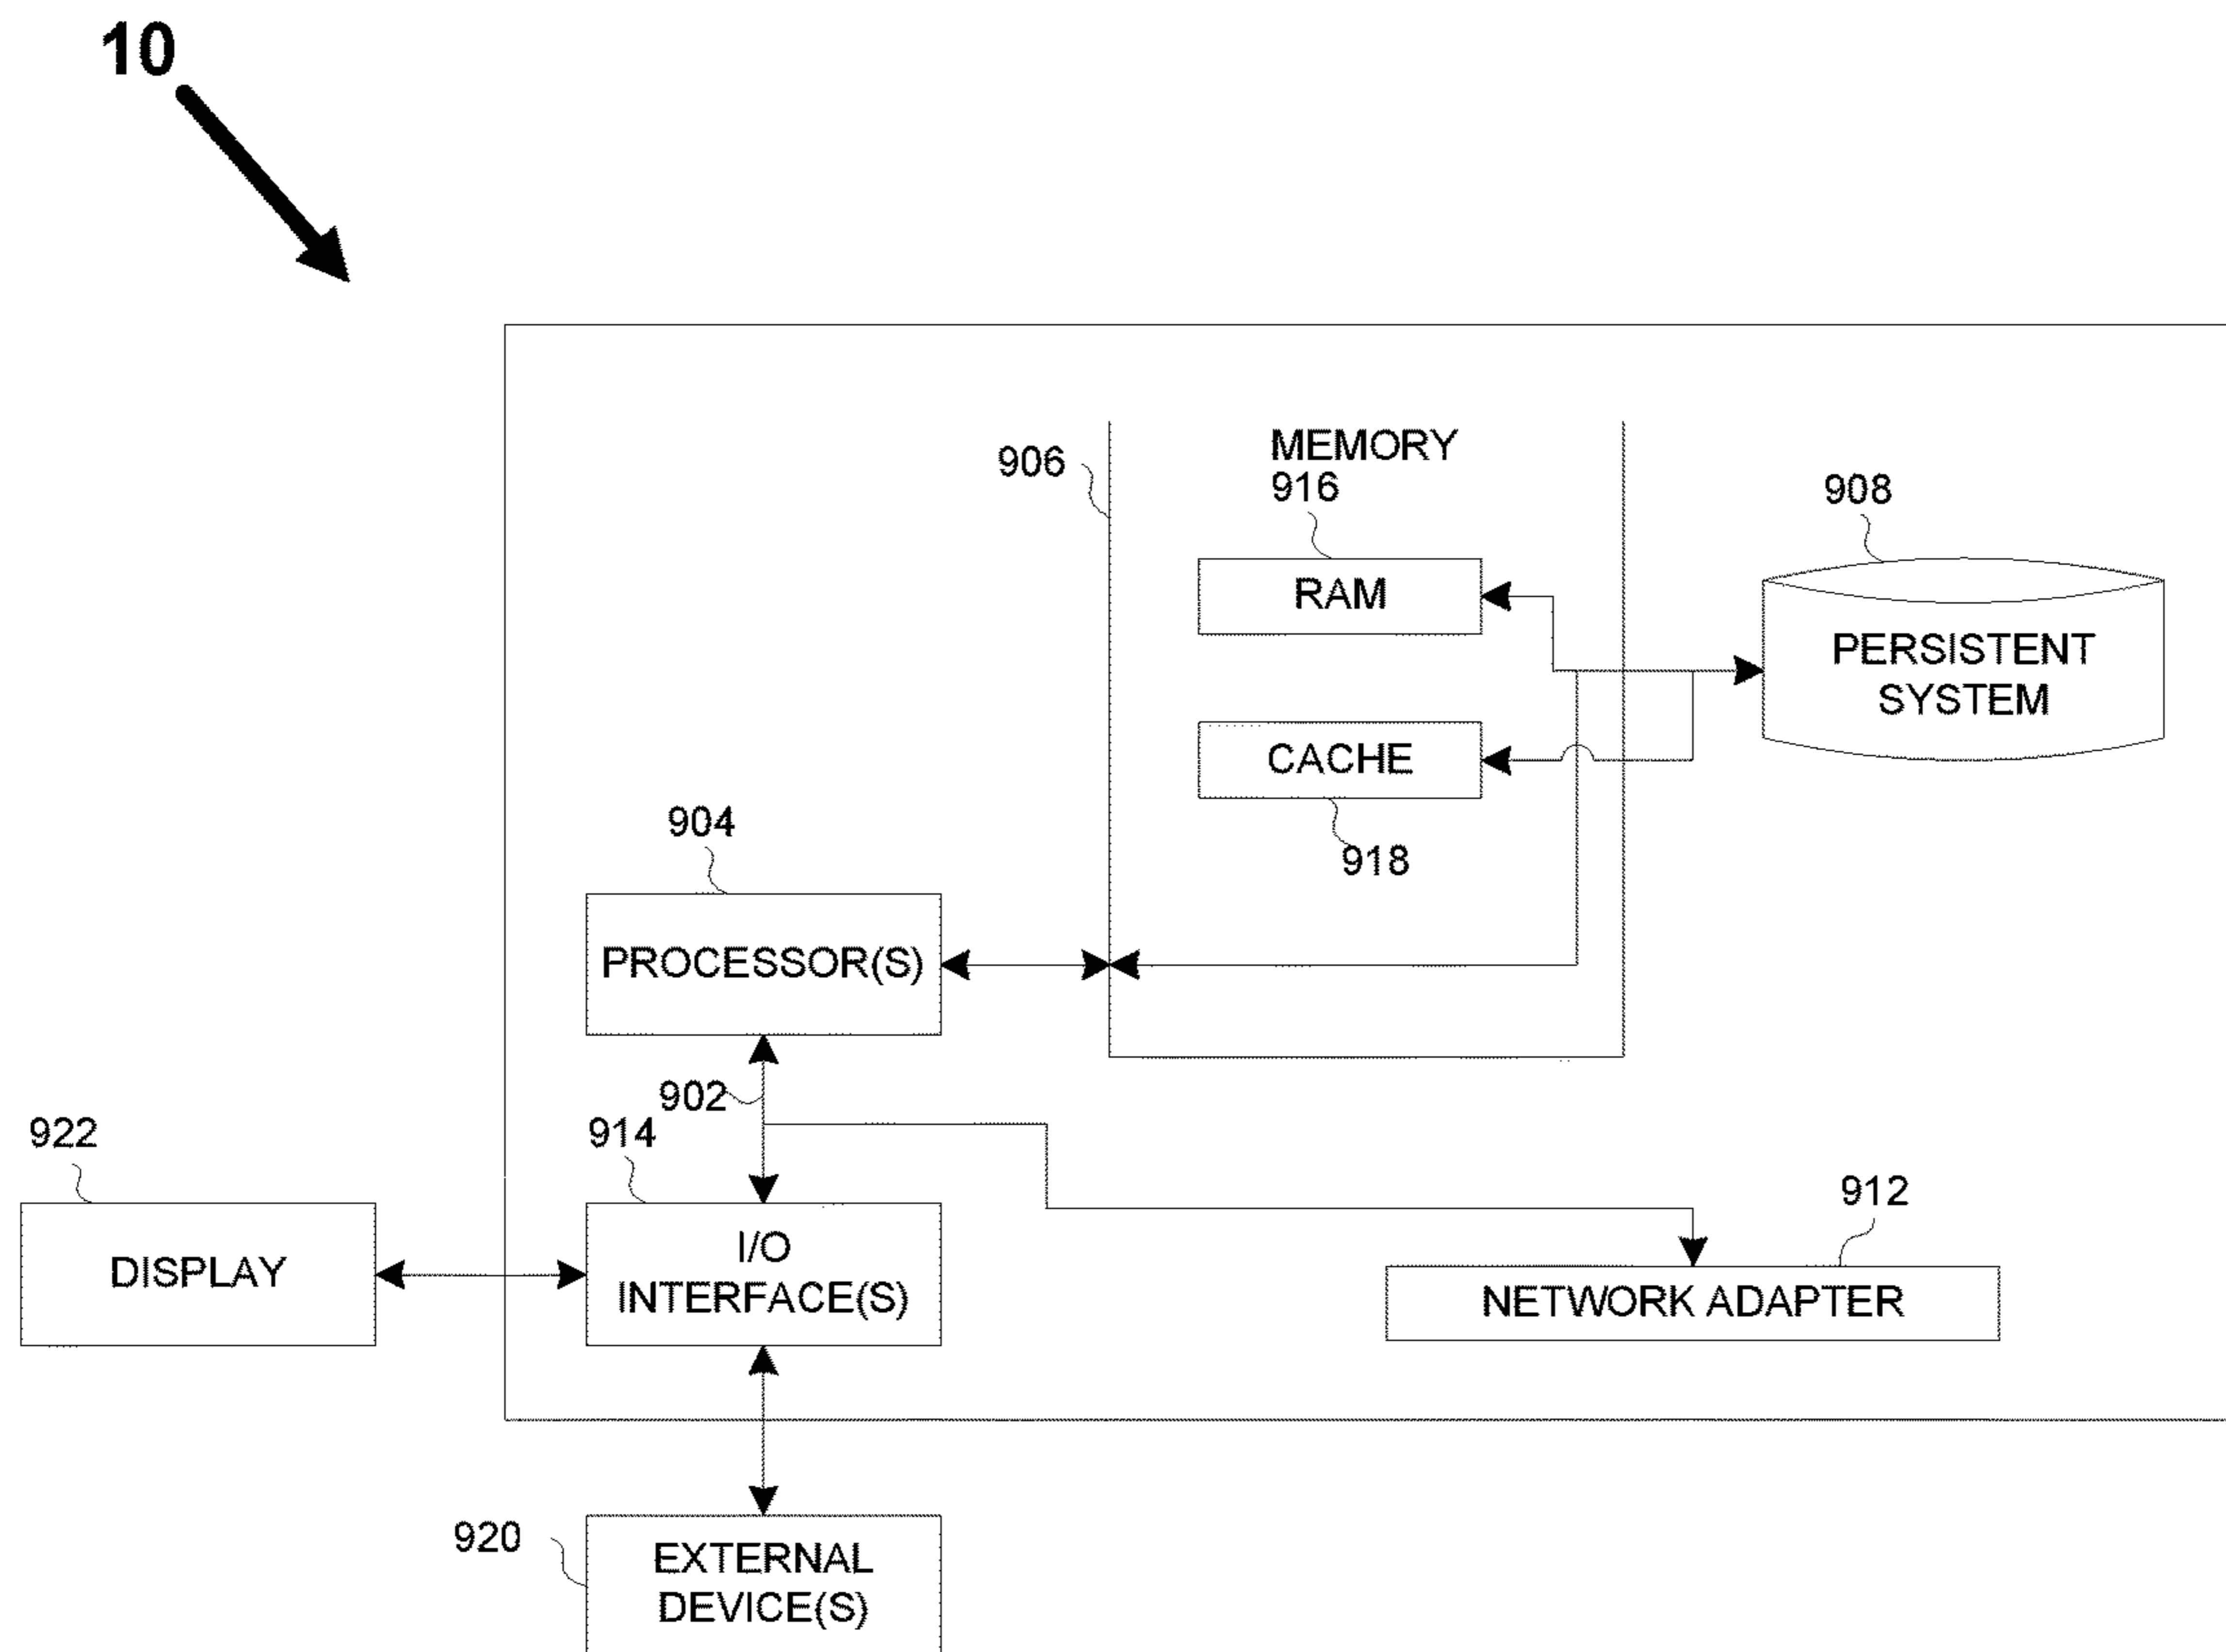 10
906
MEMORY
916
RAM
908
PERSISTENT
SYSTEM
CACHE
918
904
PROCESSOR(S)
902
922
DISPLAY
914
I/O
INTERFACE(S)
912
NETWORK ADAPTER
920
EXTERNAL
DEVICE(S)